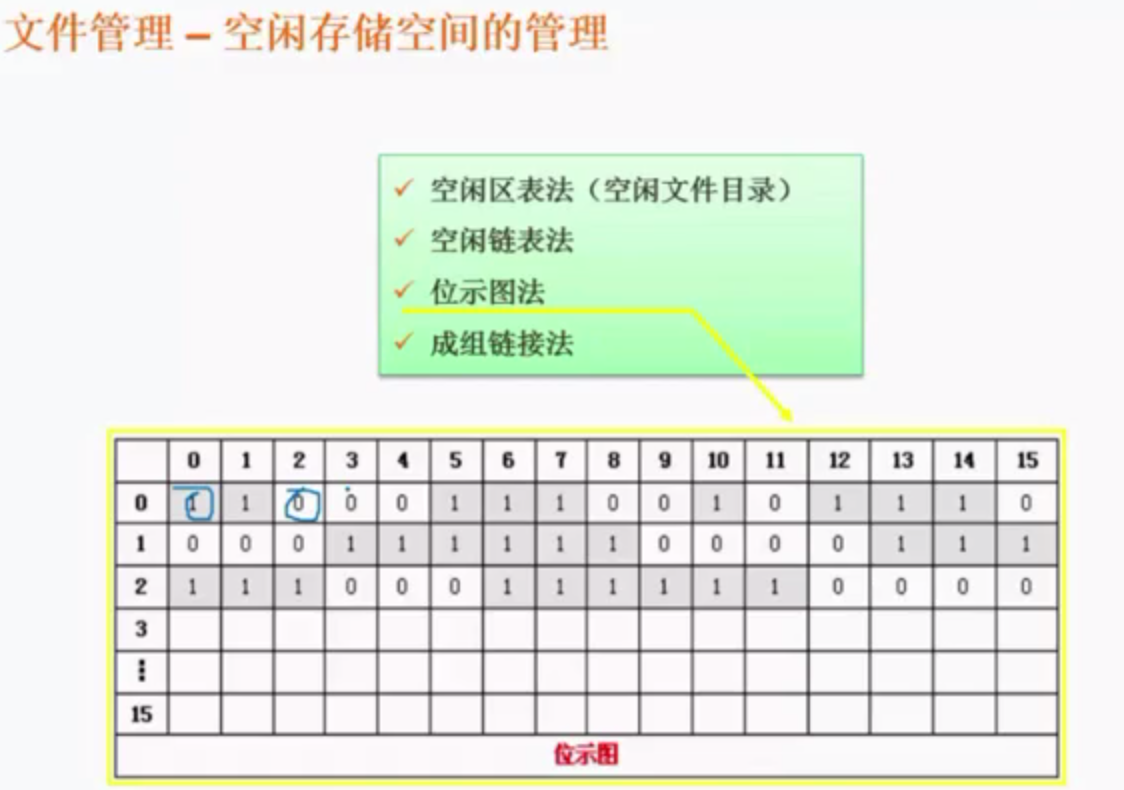 文件管理 – 空闲存储空间的管理
✓ 空闲区表法（空闲文件目录）
✓ 空闲链表法
✓ 位示图法
✓ 成组链接法
0 1 2 3 4 5 6 7 8 9 10 11 12 13 14 15
0 1 1 0 0 0 1 1 1 0 0 1 0 1 1 1 0
1 0 0 0 1 1 1 1 1 1 0 0 0 0 1 1 1
2 1 1 1 0 0 0 1 1 1 1 1 1 0 0 0 0
3
⋮
15
位示图